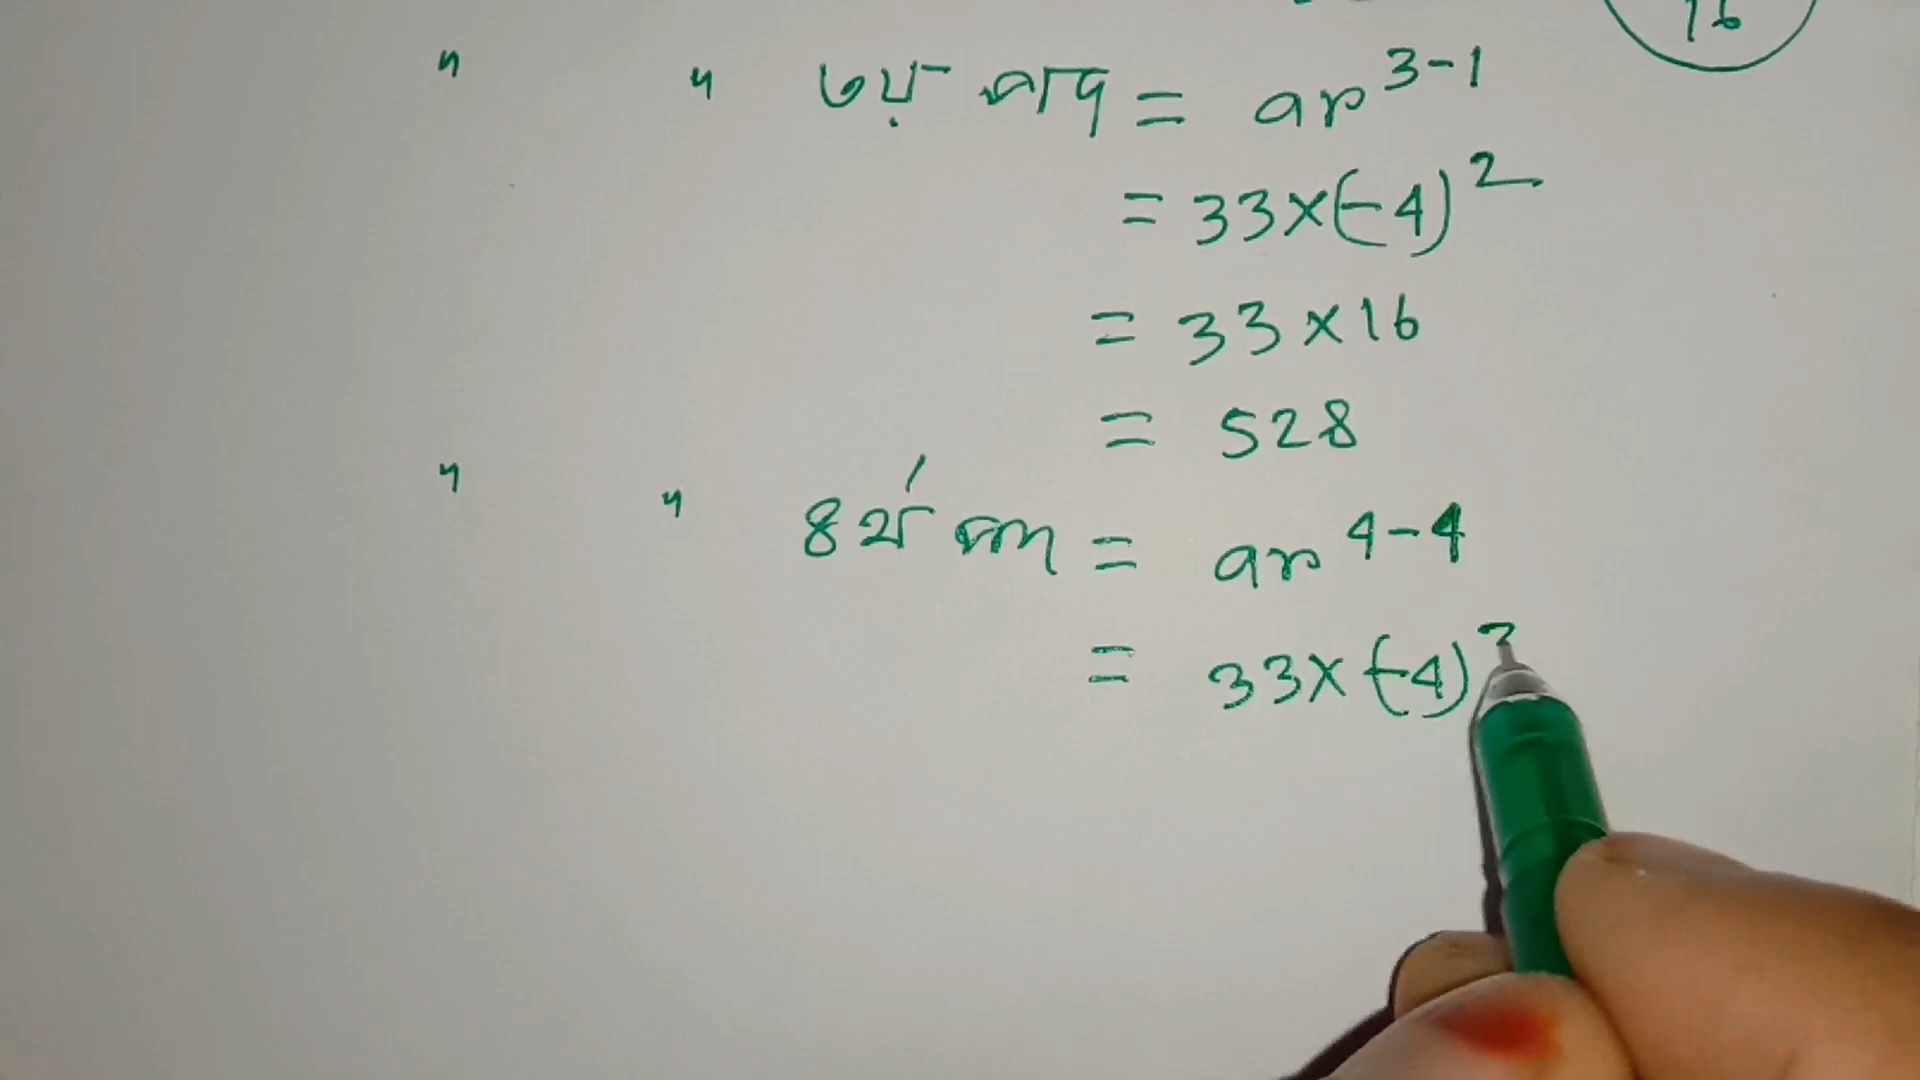 16
" " ৩য় পদ = ar^3-1
= 33×(-4)^2
= 33×16
= 528
" " ৪র্থ পদ = ar^4-4
= 33×(-4)^3